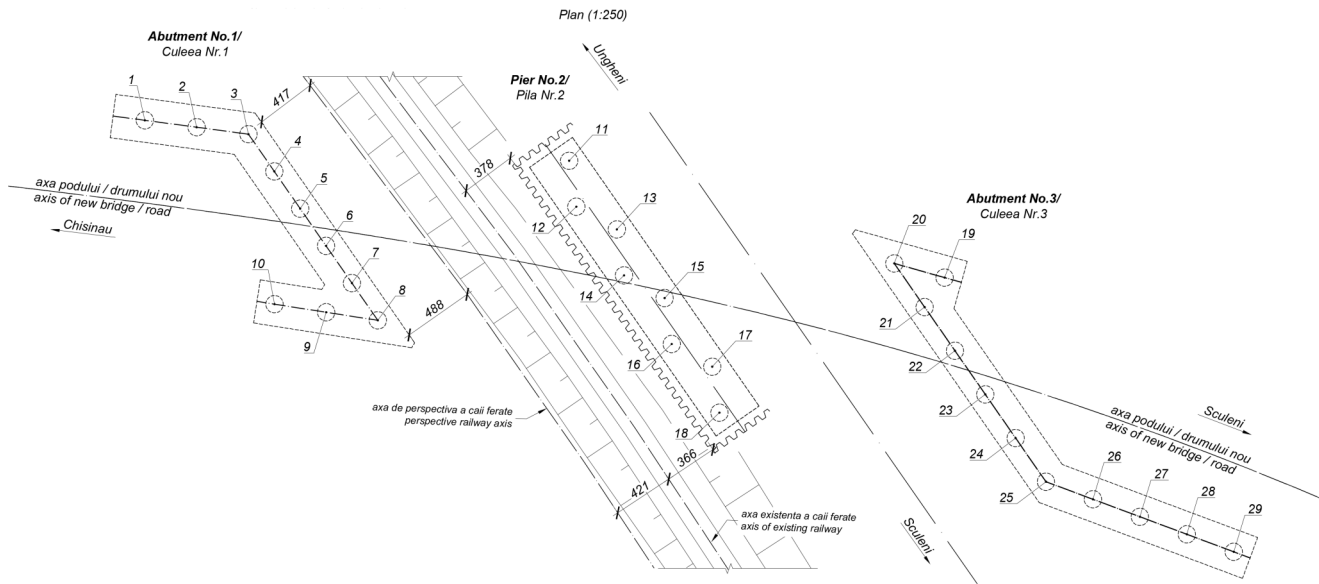 Plan (1:250)
Abutment No.1/
Culeea Nr.1
1
2
3
417
4
5
6
7
8
9
10
488
axa podului / drumului nou
axis of new bridge / road
Chisinau
Ungheni
Pier No.2/
Pila Nr.2
378
11
12
13
14
15
16
17
18
366
421
axa de perspectiva a caii ferate
perspective railway axis
axa existenta a caii ferate
axis of existing railway
Sculeni
Abutment No.3/
Culeea Nr.3
20
19
21
22
23
24
25
26
27
28
29
Sculeni
axa podului / drumului nou
axis of new bridge / road